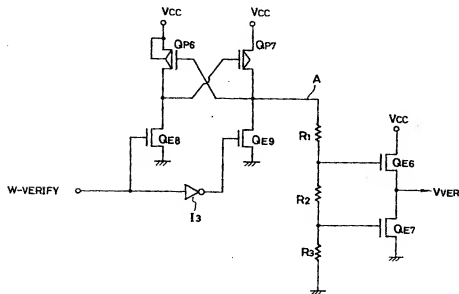 VCC VCC
QP6 QP7
A
QE8 QE9 R1 VCC
QE6
W-VERIFY R2 VVER
I3 QE7
R3